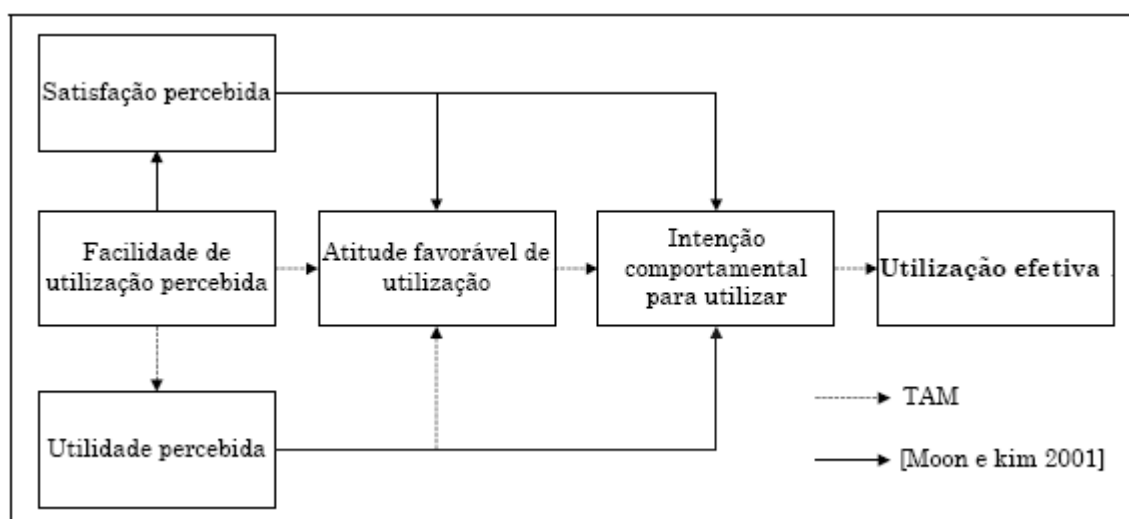 Satisfação percebida
Facilidade de
utilização percebida
Atitude favorável de
utilização
Intenção
comportamental
para utilizar
Utilização efetiva
Utilidade percebida
TAM
[Moon e kim 2001]